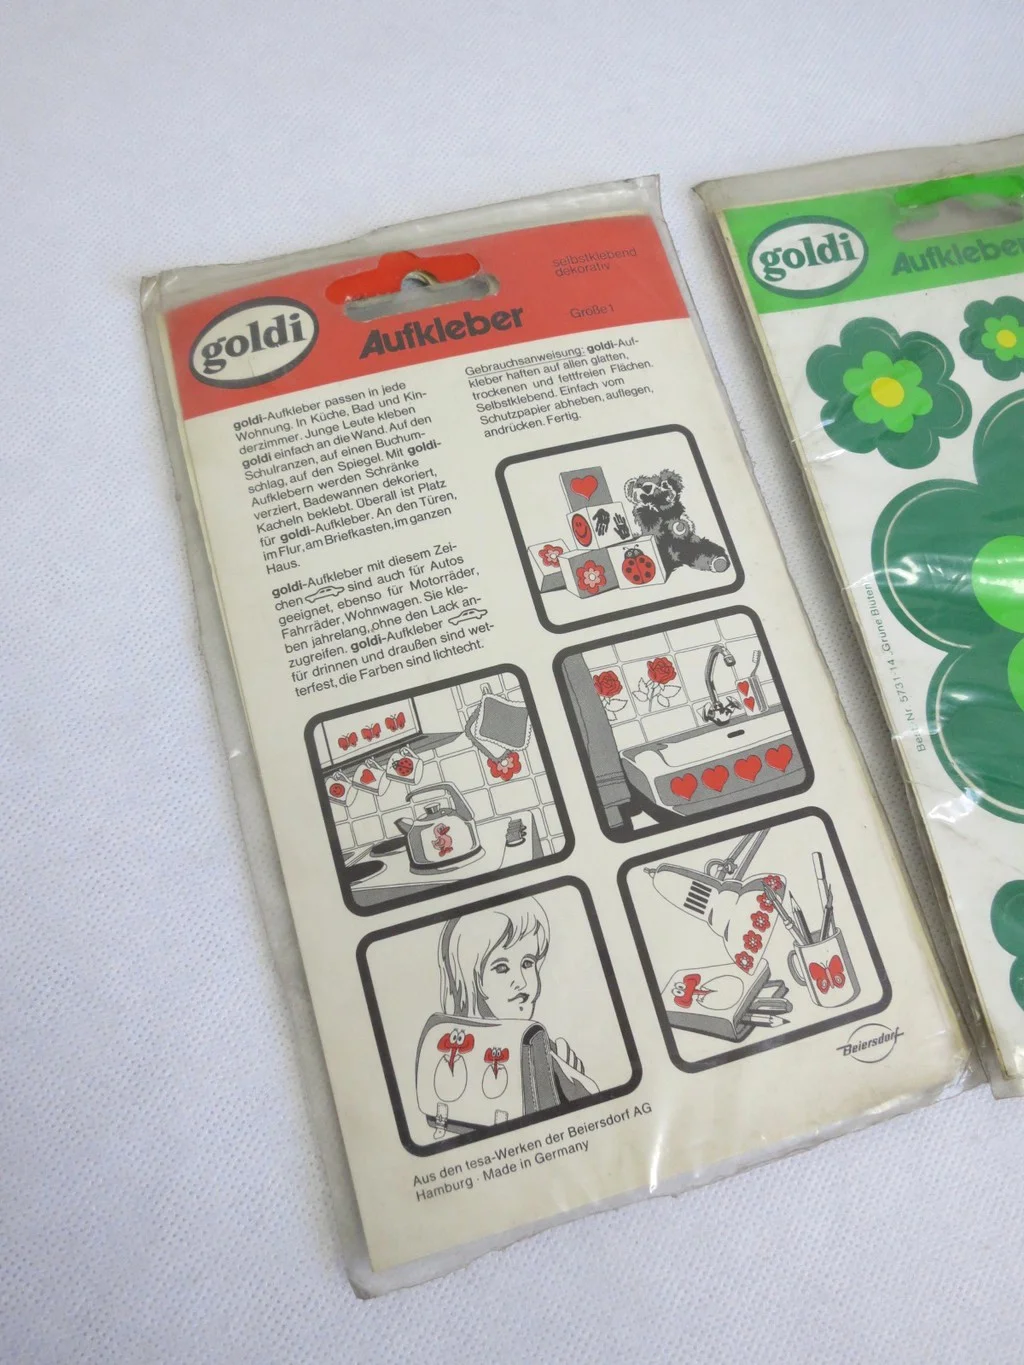 goldi
Aufkleber
selbstklebend
dekorativ
Größe 1
goldi-Aufkleber passen in jede
Wohnung. In Küche, Bad und Kin-
derzimmer. Junge Leute kleben
goldi einfach an die Wand. Auf den
Schulranzen, auf einen Buchum-
schlag, auf den Spiegel. Mit goldi-
Aufklebern werden Schränke
verziert, Badewannen dekoriert,
Kacheln beklebt. Überall ist Platz
für goldi-Aufkleber. An den Türen,
im Flur, am Briefkasten, im ganzen
Haus.
goldi-Aufkleber mit diesem Zei-
chen sind auch für Autos
geeignet, ebenso für Motorräder,
Fahrräder, Wohnwagen. Sie kle-
ben jahrelang, ohne den Lack an-
zugreifen. goldi-Aufkleber
für drinnen und draußen sind wet-
terfest, die Farben sind lichtecht.
Gebrauchsanweisung: goldi-Auf-
kleber haften auf allen glatten,
trockenen und fettfreien Flächen.
Selbstklebend. Einfach vom
Schutzpapier abheben, auflegen,
andrücken. Fertig.
Beiersdorf
Aus den tesa-Werken der Beiersdorf AG
Hamburg · Made in Germany
goldi
Aufkleber
Best.-Nr. 5731-14 „Grüne Blüten